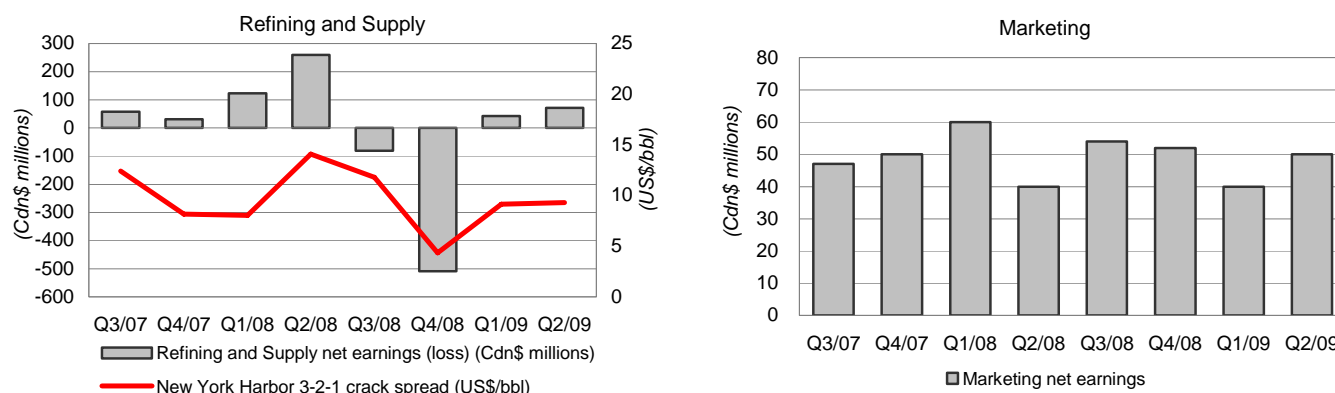 Refining and Supply
300
200
100
0
-100
-200
-300
-400
-500
-600
(Cdn$ millions)
25
20
15
10
5
0
(US$/bbl)
Q3/07 Q4/07 Q1/08 Q2/08 Q3/08 Q4/08 Q1/09 Q2/09
Refining and Supply net earnings (loss) (Cdn$ millions)
New York Harbor 3-2-1 crack spread (US$/bbl)
Marketing
80
70
60
50
40
30
20
10
0
(Cdn$ millions)
Q3/07 Q4/07 Q1/08 Q2/08 Q3/08 Q4/08 Q1/09 Q2/09
Marketing net earnings